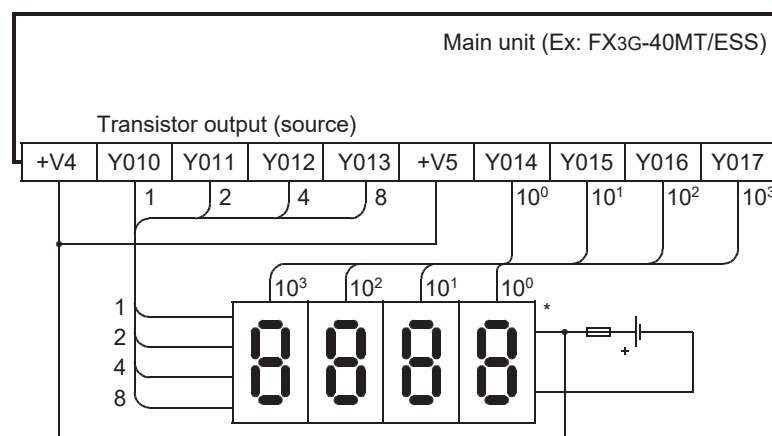 Main unit (Ex: FX3G-40MT/ESS)
Transistor output (source)
+V4 Y010 Y011 Y012 Y013 +V5 Y014 Y015 Y016 Y017
1 2 4 8 10⁰ 10¹ 10² 10³
10³ 10² 10¹ 10⁰
1
*
2
+
4
8